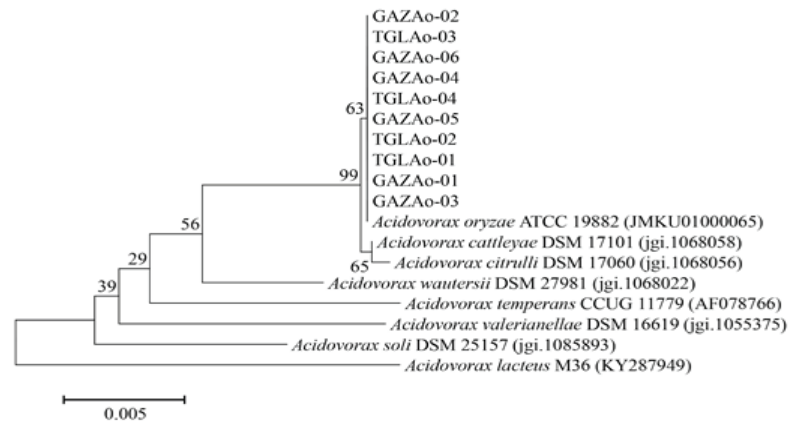 GAZAo-02
TGLAo-03
GAZAo-06
GAZAo-04
TGLAo-04
63
GAZAo-05
TGLAo-02
TGLAo-01
99
GAZAo-01
GAZAo-03
56
Acidovorax oryzae ATCC 19882 (JMKU01000065)
Acidovorax cattleyae DSM 17101 (jgi.1068058)
29
65
Acidovorax citrulli DSM 17060 (jgi.1068056)
39
Acidovorax wautersii DSM 27981 (jgi.1068022)
Acidovorax temperans CCUG 11779 (AF078766)
Acidovorax valerianellae DSM 16619 (jgi.1055375)
Acidovorax soli DSM 25157 (jgi.1085893)
Acidovorax lacteus M36 (KY287949)
0.005